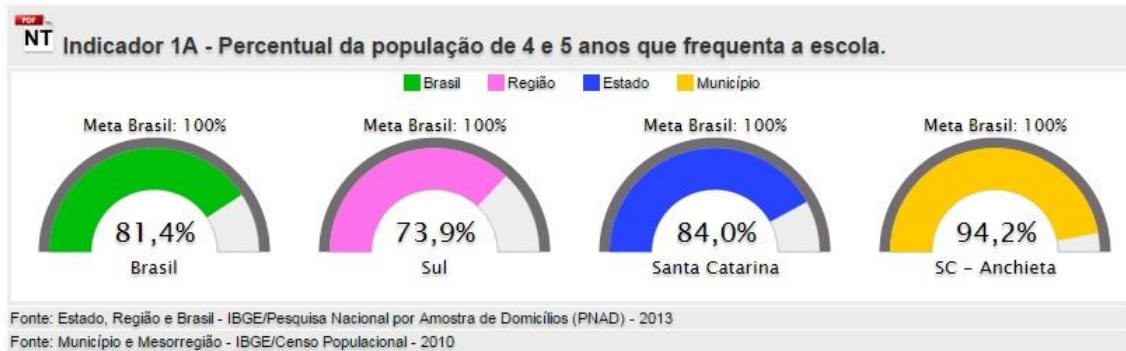 PDF
NT Indicador 1A - Percentual da população de 4 e 5 anos que frequenta a escola.
Brasil Região Estado Município
Meta Brasil: 100% Meta Brasil: 100% Meta Brasil: 100% Meta Brasil: 100%
81,4% 73,9% 84,0% 94,2%
Brasil Sul Santa Catarina SC - Anchieta
Fonte: Estado, Região e Brasil - IBGE/Pesquisa Nacional por Amostra de Domicílios (PNAD) - 2013
Fonte: Município e Mesorregião - IBGE/Censo Populacional - 2010